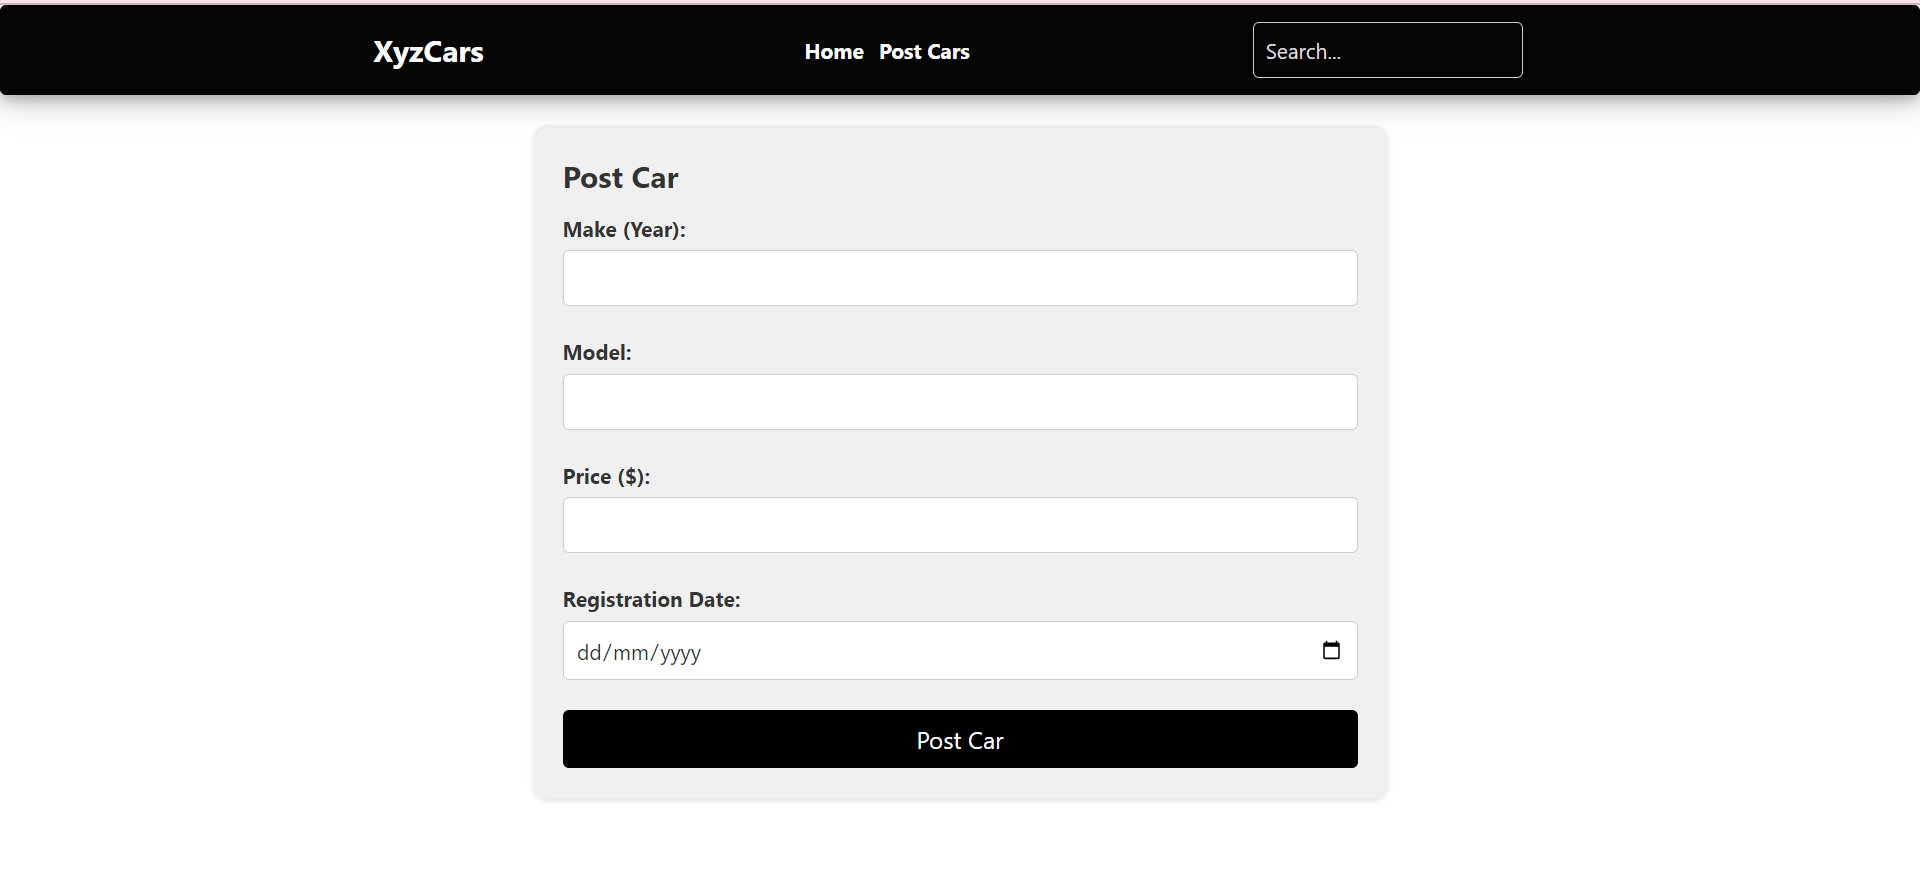 XyzCars
Home Post Cars
Search...
Post Car
Make (Year):
Model:
Price ($):
Registration Date:
dd/mm/yyyy
Post Car